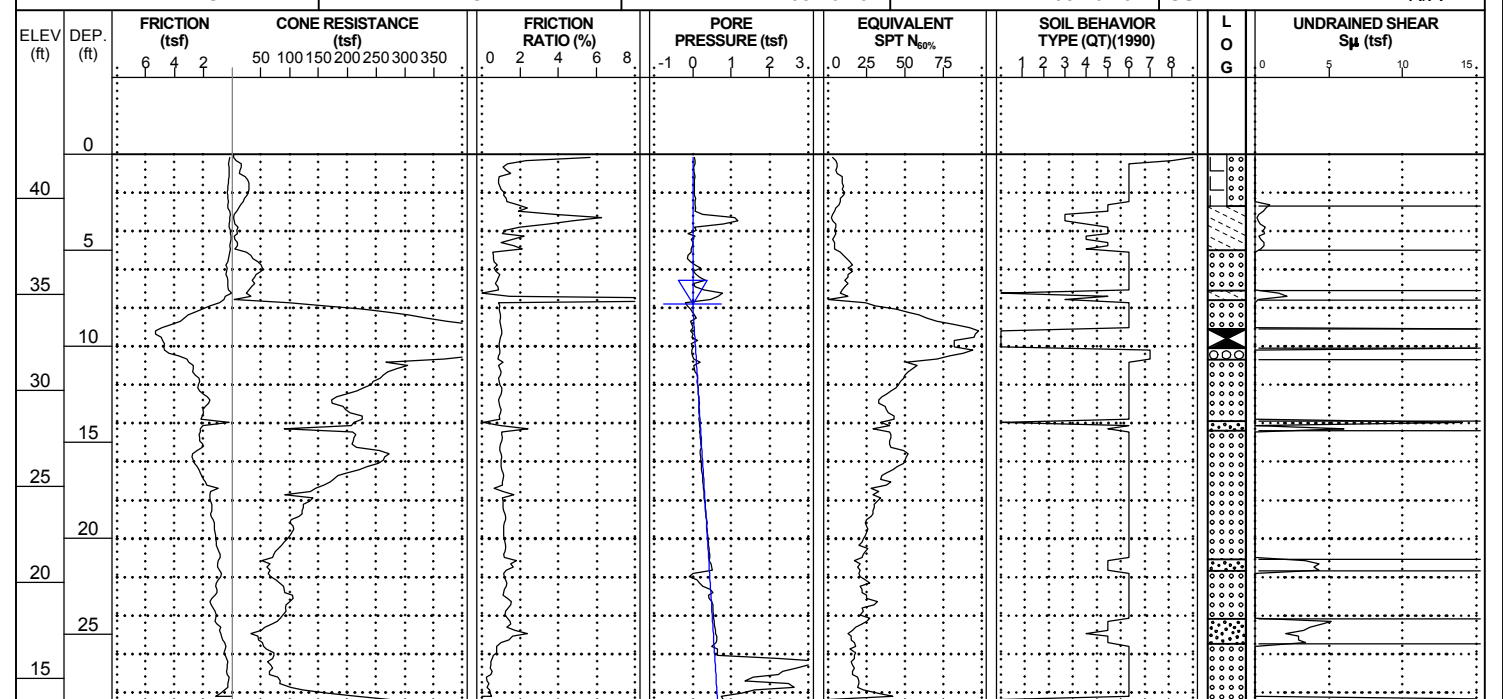 ELEV (ft)
DEP. (ft)
FRICTION (tsf)
6 4 2
CONE RESISTANCE (tsf)
50 100 150 200 250 300 350
FRICTION RATIO (%)
0 2 4 6 8
PORE PRESSURE (tsf)
-1 0 1 2 3
EQUIVALENT SPT N60%
0 25 50 75
SOIL BEHAVIOR TYPE (QT)(1990)
1 2 3 4 5 6 7 8
L
O
G
UNDRAINED SHEAR
Sµ (tsf)
0 5 10 15
0
40
5
35
10
30
15
25
20
20
25
15